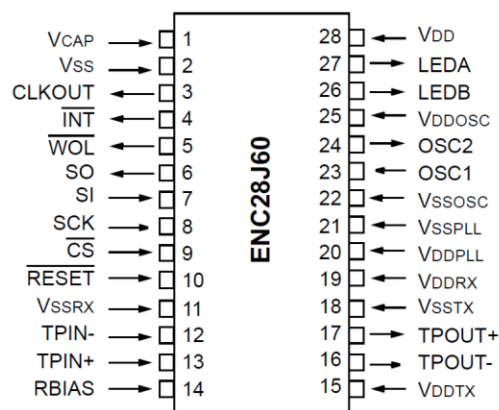 VCAP 1 28 VDD
VSS 2 27 LEDA
CLKOUT 3 26 LEDB
INT 4 25 VDDOSC
WOL 5 24 OSC2
SO 6 23 OSC1
SI 7 22 VSSOSC
SCK 8 21 VSSPLL
CS 9 20 VDDPLL
RESET 10 19 VDDRX
VSSRX 11 18 VSSTX
TPIN- 12 17 TPOUT+
TPIN+ 13 16 TPOUT-
RBIAS 14 15 VDDTX
ENC28J60